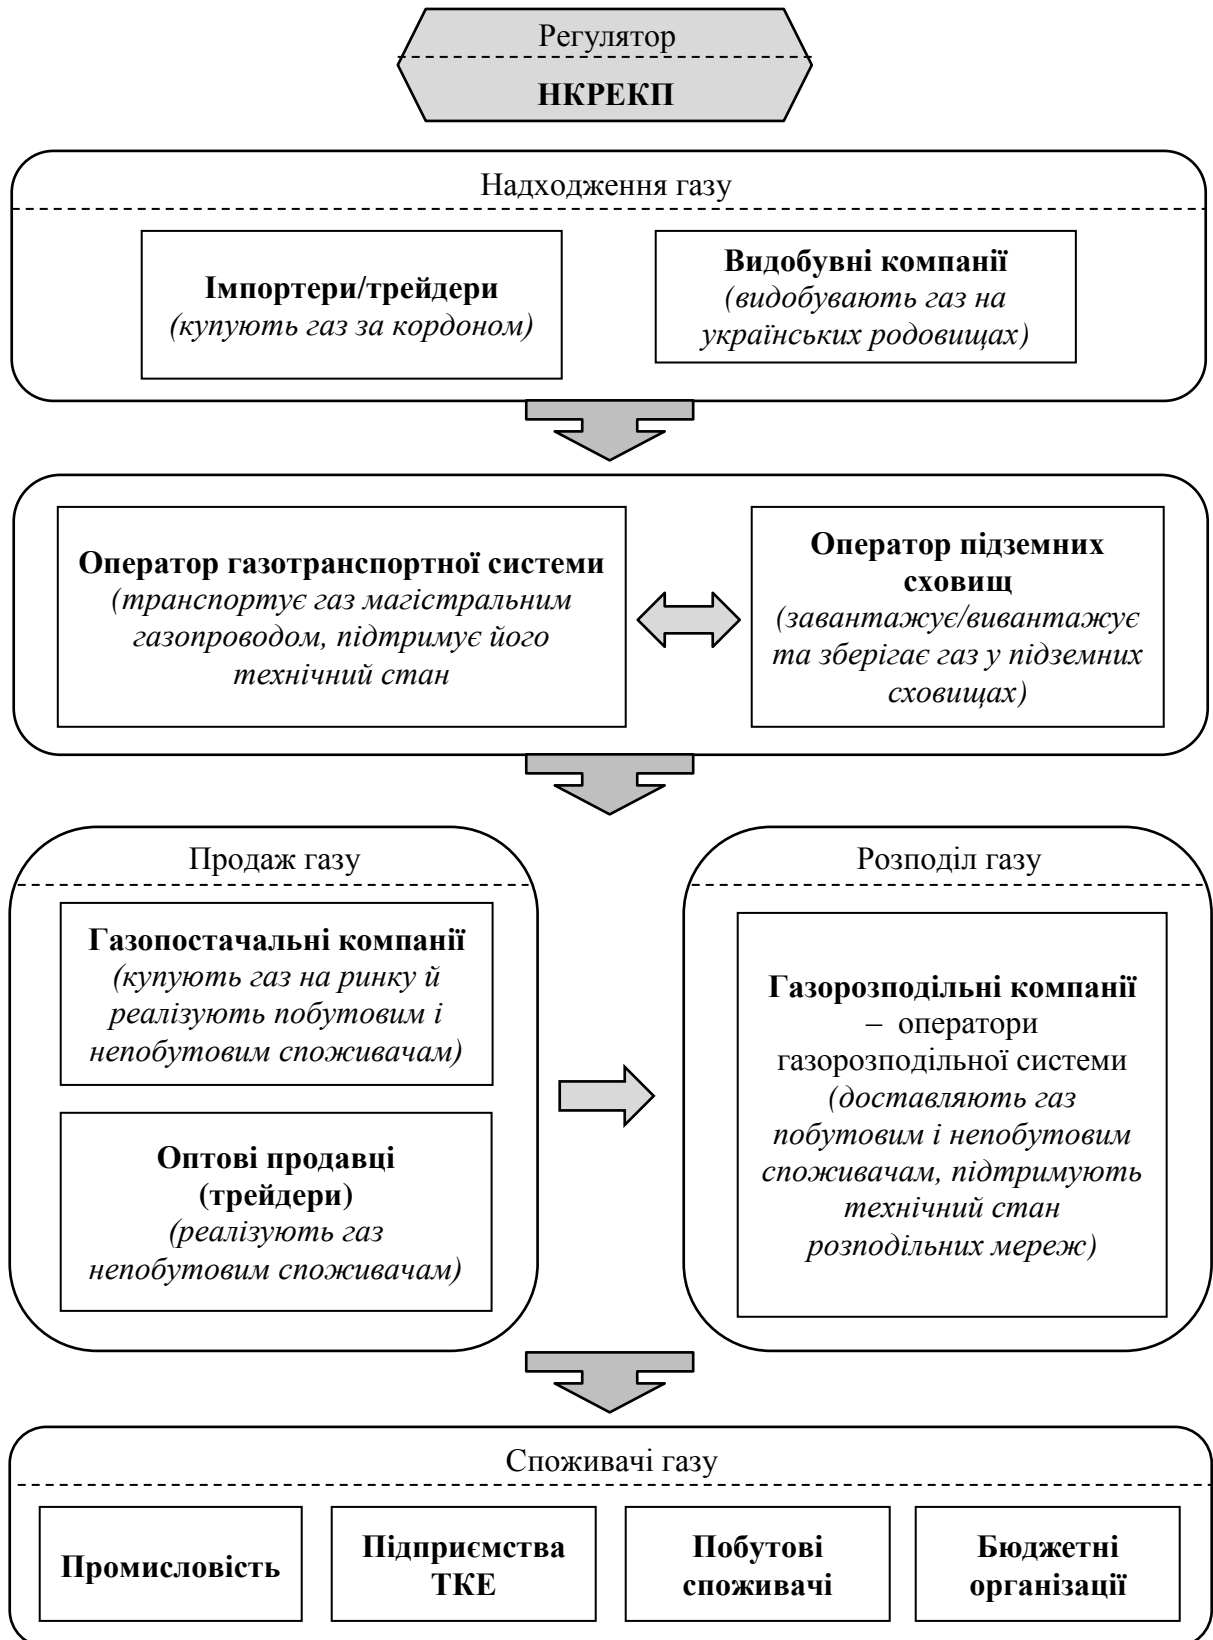 Регулятор
НКРЕКП
Надходження газу
Імпортери/трейдери
(купують газ за кордоном)
Видобувні компанії
(видобувають газ на
українських родовищах)
Оператор газотранспортної системи
(транспортує газ магістральним
газопроводом, підтримує його
технічний стан
Оператор підземних
сховищ
(завантажує/вивантажує
та зберігає газ у підземних
сховищах)
Продаж газу
Газопостачальні компанії
(купують газ на ринку й
реалізують побутовим і
непобутовим споживачам)
Оптові продавці
(трейдери)
(реалізують газ
непобутовим споживачам)
Розподіл газу
Газорозподільні компанії
– оператори
газорозподільної системи
(доставляють газ
побутовим і непобутовим
споживачам, підтримують
технічний стан
розподільних мереж)
Споживачі газу
Промисловість
Підприємства
ТКЕ
Побутові
споживачі
Бюджетні
організації